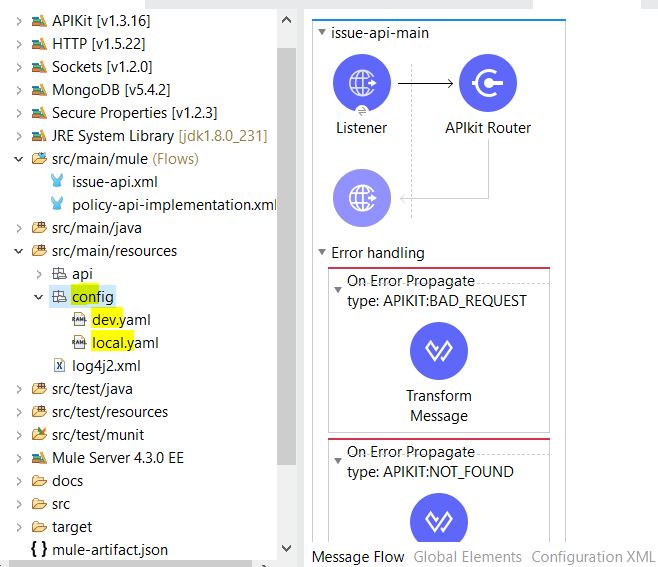 APIKit [v1.3.16]
HTTP [v1.5.22]
Sockets [v1.2.0]
MongoDB [v5.4.2]
Secure Properties [v1.2.3]
JRE System Library [jdk1.8.0_231]
src/main/mule (Flows)
issue-api.xml
policy-api-implementation.xml
src/main/java
src/main/resources
api
config
dev.yaml
local.yaml
log4j2.xml
src/test/java
src/test/resources
src/test/munit
Mule Server 4.3.0 EE
docs
src
target
mule-artifact.json
issue-api-main
Listener
APIkit Router
Error handling
On Error Propagate
type: APIKIT:BAD_REQUEST
Transform
Message
On Error Propagate
type: APIKIT:NOT_FOUND
Message Flow Global Elements Configuration XML